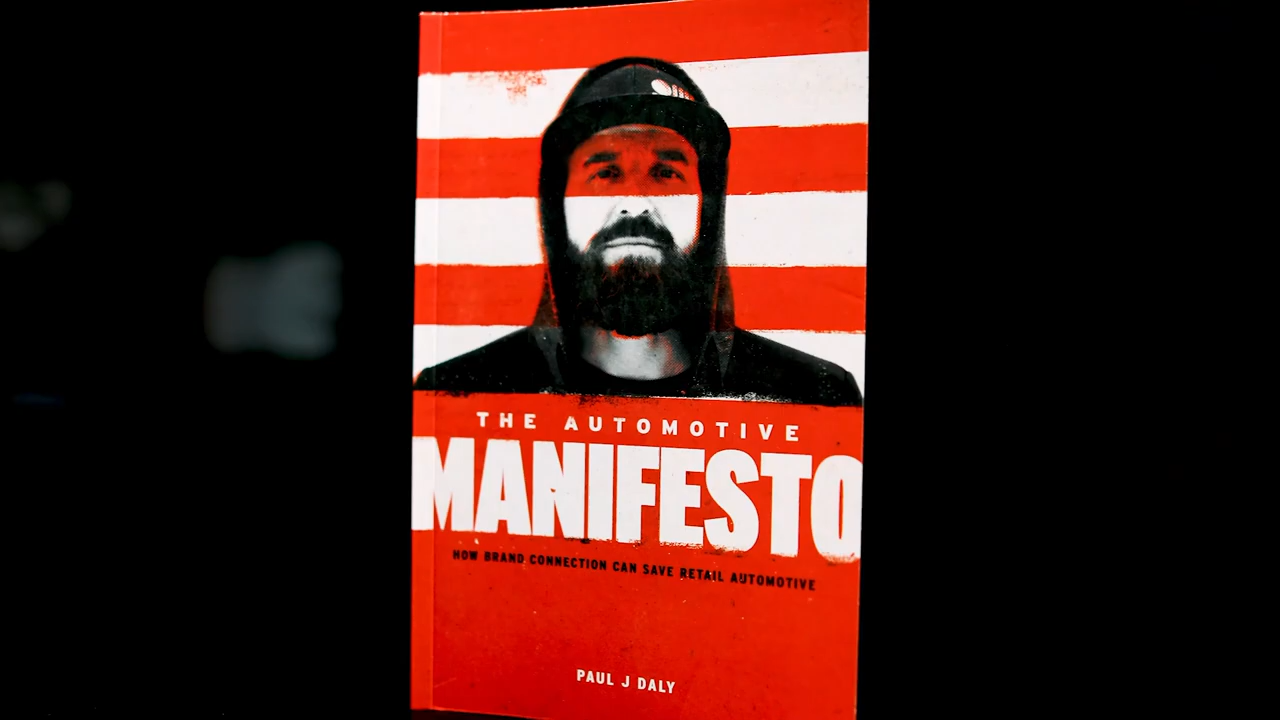 THE AUTOMOTIVE
MANIFESTO
HOW BRAND CONNECTION CAN SAVE RETAIL AUTOMOTIVE
PAUL J DALY